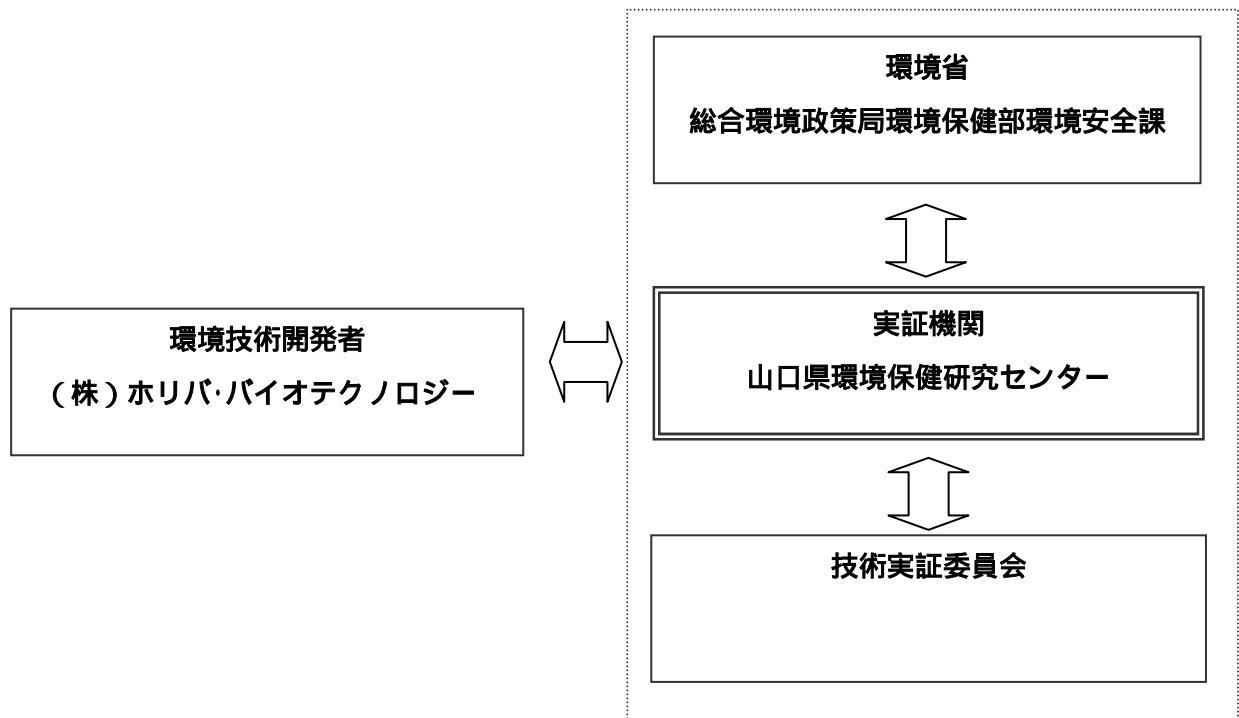 環境省
総合環境政策局環境保健部環境安全課
環境技術開発者
（株）ホリバ･バイオテクノロジー
実証機関
山口県環境保健研究センター
技術実証委員会